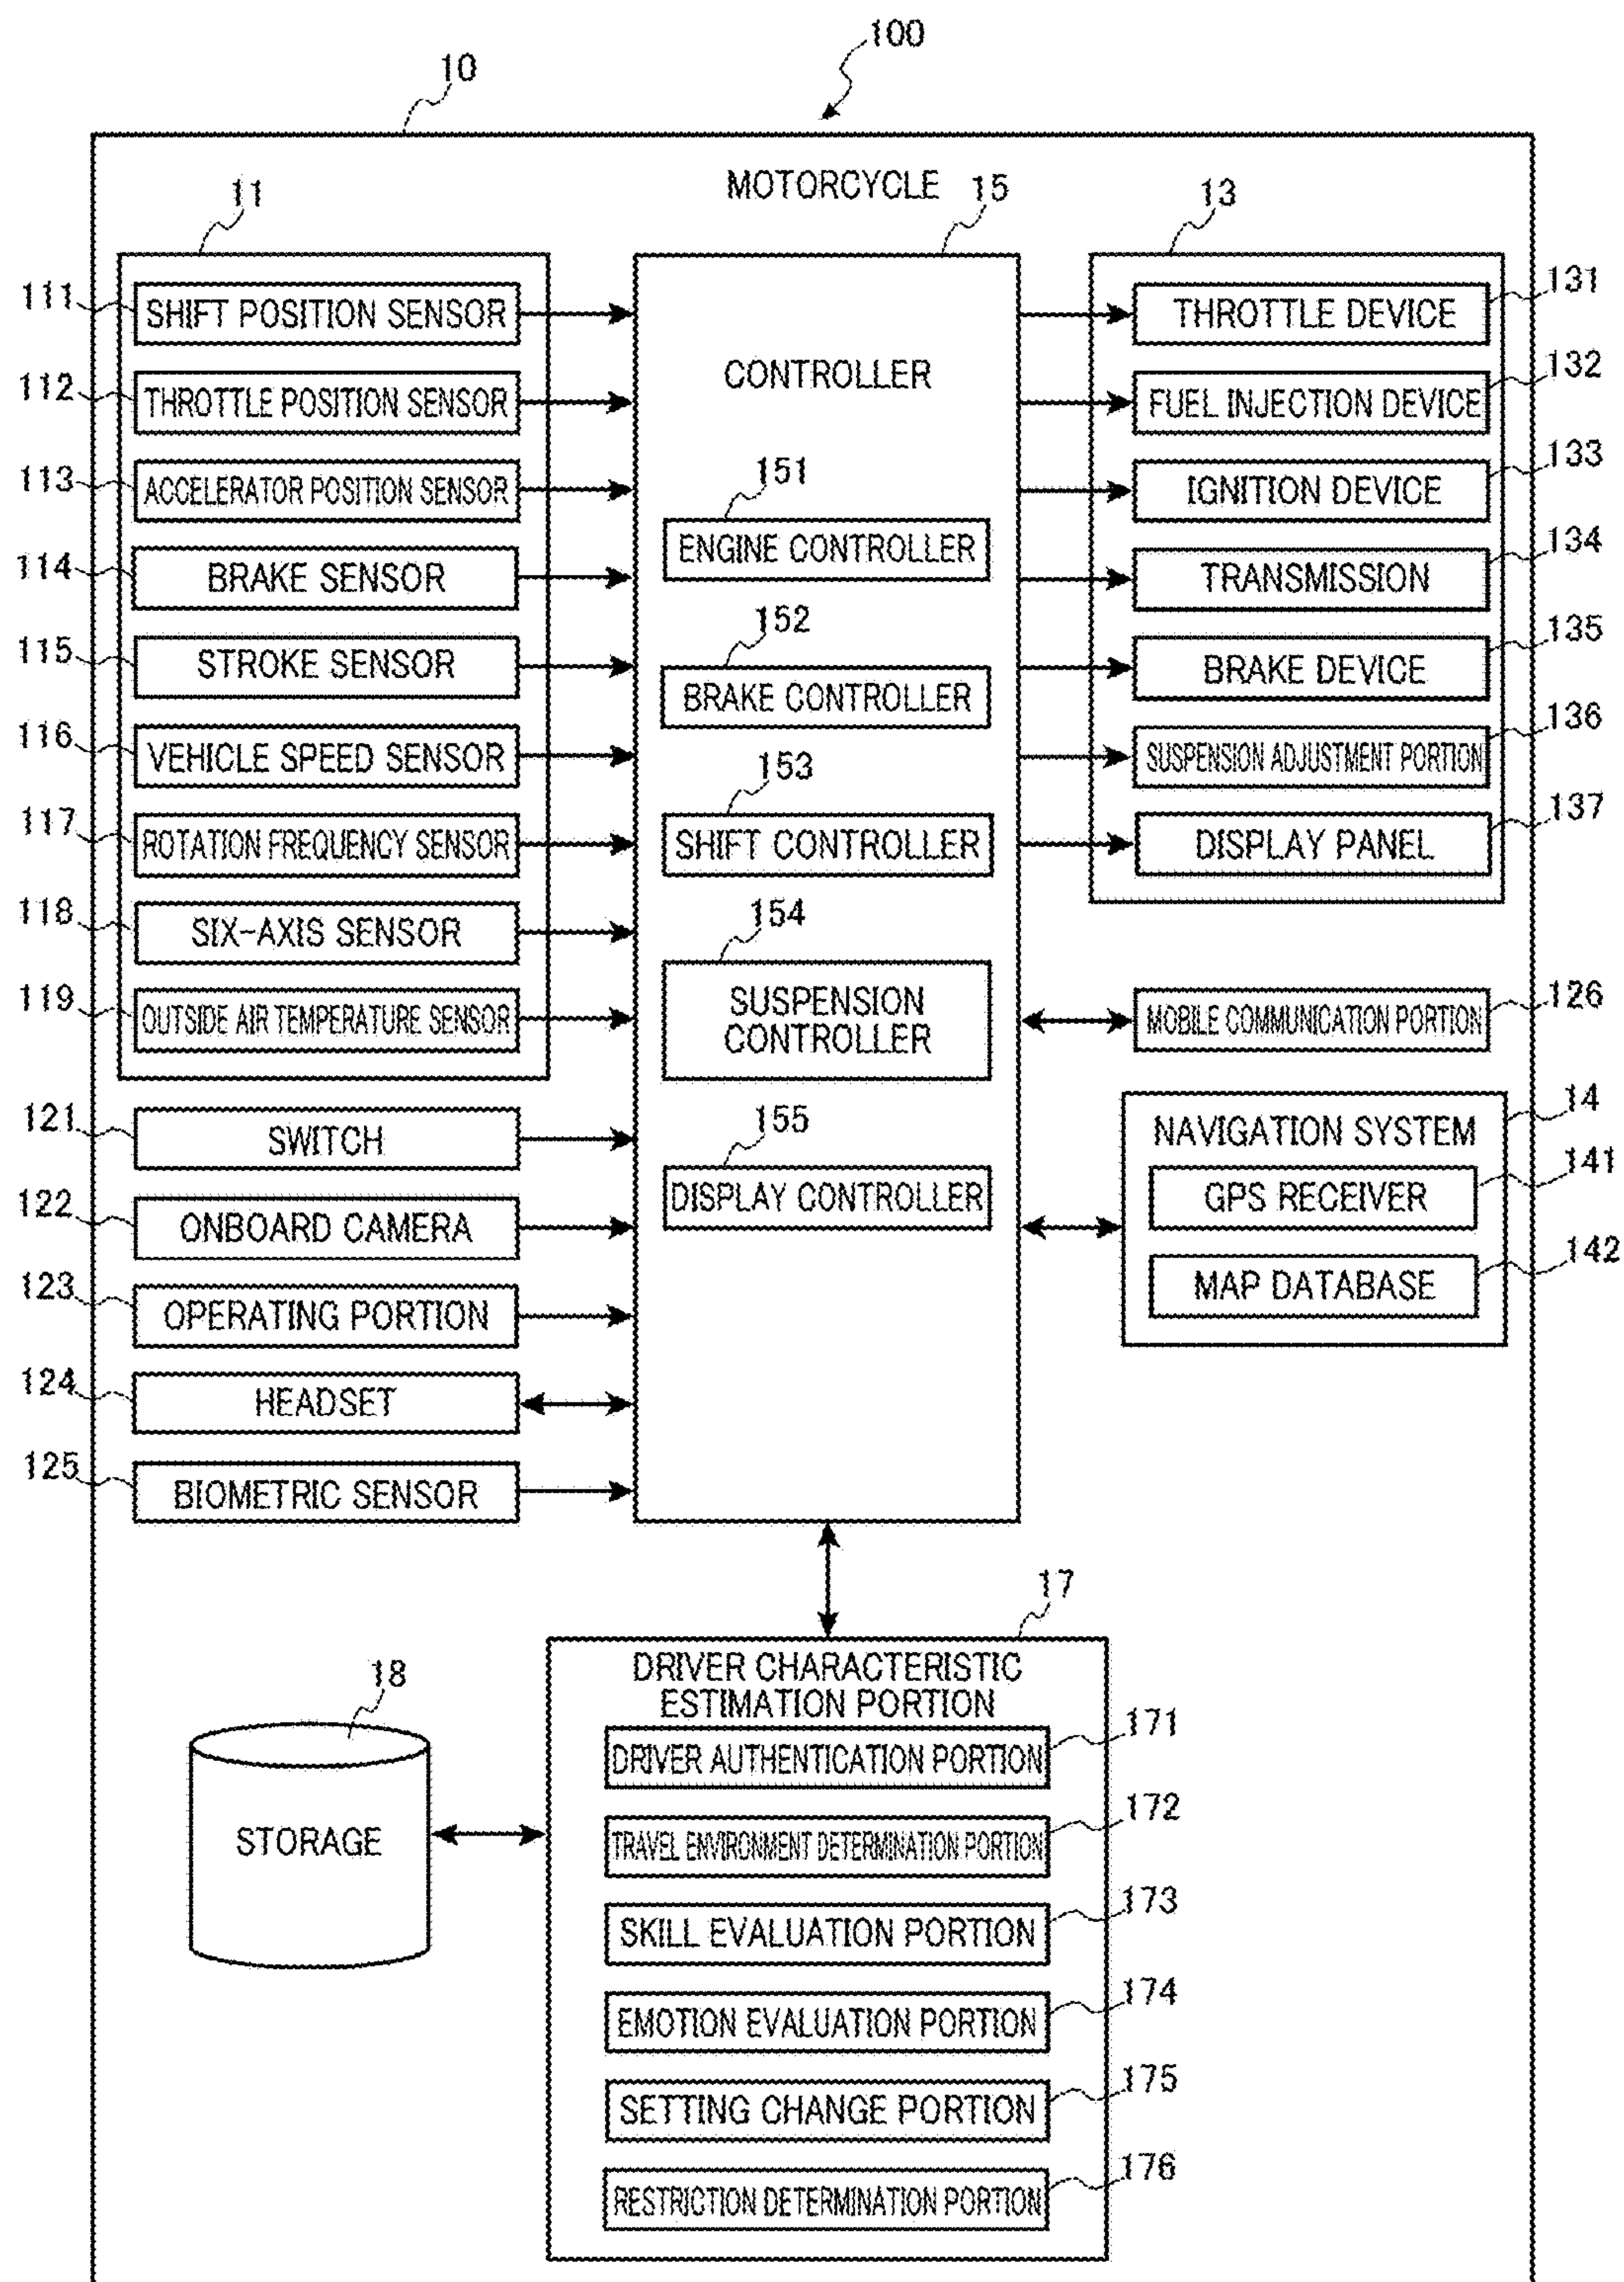 100
10
MOTORCYCLE
11
15
13
111
SHIFT POSITION SENSOR
112
THROTTLE POSITION SENSOR
113
ACCELERATOR POSITION SENSOR
114
BRAKE SENSOR
115
STROKE SENSOR
116
VEHICLE SPEED SENSOR
117
ROTATION FREQUENCY SENSOR
118
SIX-AXIS SENSOR
119
OUTSIDE AIR TEMPERATURE SENSOR
121
SWITCH
122
ONBOARD CAMERA
123
OPERATING PORTION
124
HEADSET
125
BIOMETRIC SENSOR
CONTROLLER
151
ENGINE CONTROLLER
152
BRAKE CONTROLLER
153
SHIFT CONTROLLER
154
SUSPENSION
CONTROLLER
155
DISPLAY CONTROLLER
131
THROTTLE DEVICE
132
FUEL INJECTION DEVICE
133
IGNITION DEVICE
134
TRANSMISSION
135
BRAKE DEVICE
136
SUSPENSION ADJUSTMENT PORTION
137
DISPLAY PANEL
126
MOBILE COMMUNICATION PORTION
14
NAVIGATION SYSTEM
141
GPS RECEIVER
142
MAP DATABASE
17
DRIVER CHARACTERISTIC
ESTIMATION PORTION
18
STORAGE
171
DRIVER AUTHENTICATION PORTION
172
TRAVEL ENVIRONMENT DETERMINATION PORTION
173
SKILL EVALUATION PORTION
174
EMOTION EVALUATION PORTION
175
SETTING CHANGE PORTION
176
RESTRICTION DETERMINATION PORTION